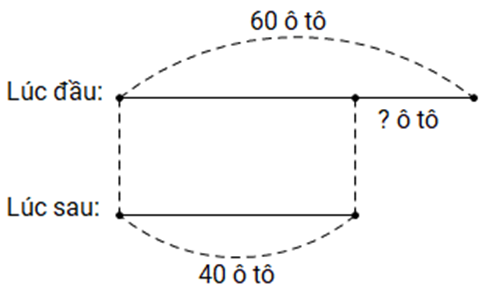 60 ô tô
Lúc đầu:
? ô tô
Lúc sau:
40 ô tô